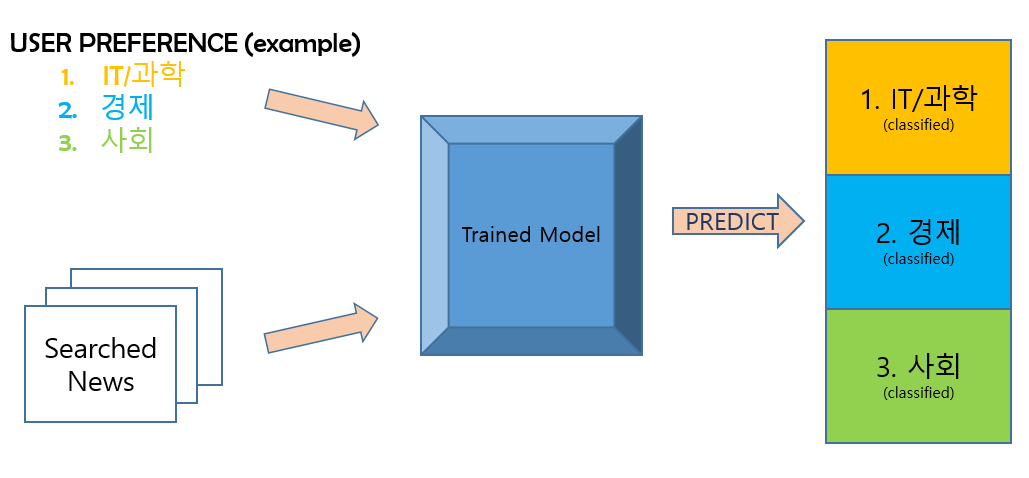 USER PREFERENCE (example)
1. IT/과학
2. 경제
3. 사회
Searched
News
Trained Model
PREDICT
1. IT/과학
(classified)
2. 경제
(classified)
3. 사회
(classified)